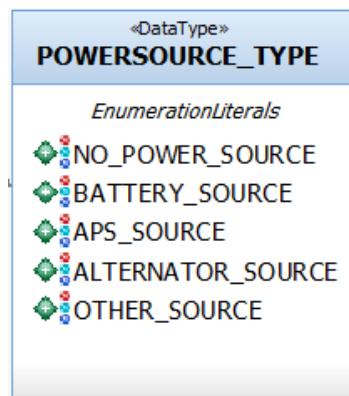 «DataType»
POWERSOURCE_TYPE
EnumerationLiterals
NO_POWER_SOURCE
BATTERY_SOURCE
APS_SOURCE
ALTERNATOR_SOURCE
OTHER_SOURCE